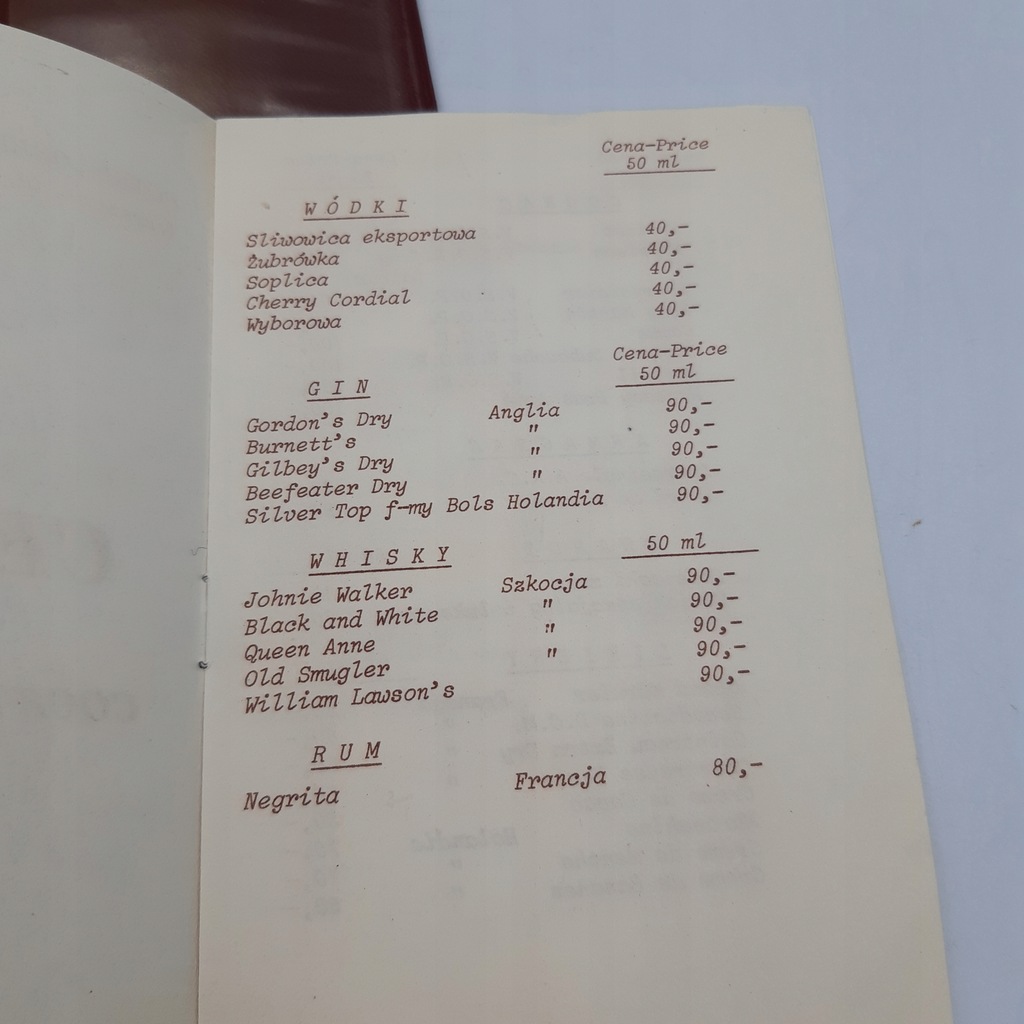 Cena-Price
50 ml
WÓDKI
Sliwowica eksportowa 40,-
Żubrówka 40,-
Soplica 40,-
Cherry Cordial 40,-
Wyborowa 40,-
Cena-Price
GIN 50 ml
Gordon's Dry Anglia 90,-
Burnett's " 90,-
Gilbey's Dry " 90,-
Beefeater Dry " 90,-
Silver Top f-my Bols Holandia 90,-
WHISKY 50 ml
Johnie Walker Szkocja 90,-
Black and White " 90,-
Queen Anne " 90,-
Old Smugler " 90,-
William Lawson's 90,-
RUM
Negrita Francja 80,-